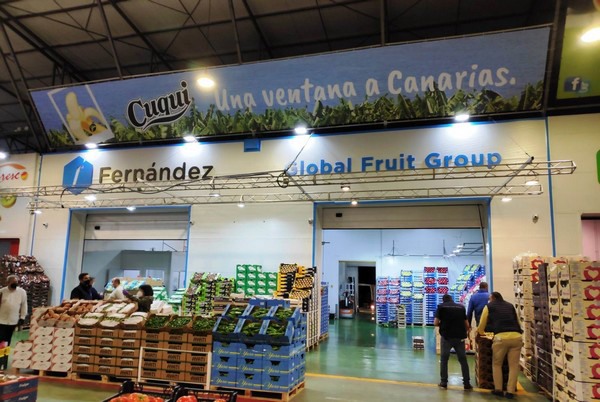 Cuqui
Una ventana a Canarias.
Fernández
Global Fruit Group